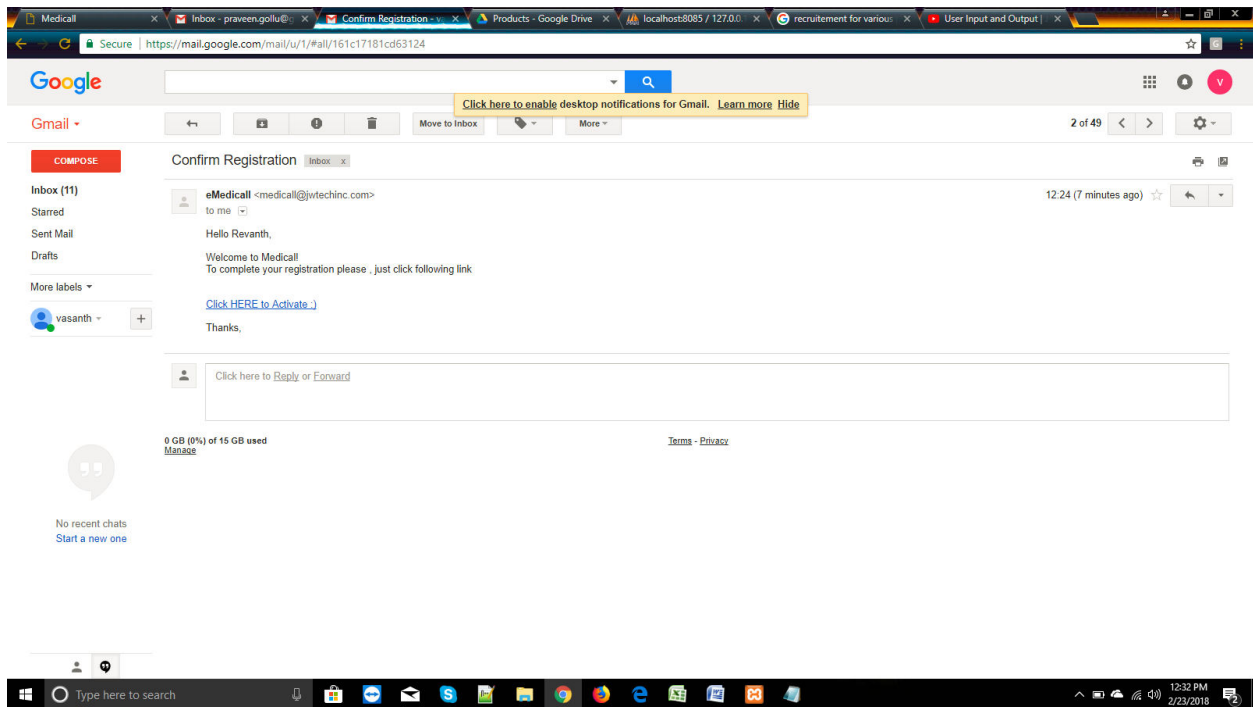 Medicall
Inbox - praveen.gollu@
Confirm Registration - v
Products - Google Drive
localhost:8085 / 127.0.0.
recruitement for various
User Input and Output |
Secure https://mail.google.com/mail/u/1/#all/161c17181cd63124
Google
Click here to enable desktop notifications for Gmail. Learn more Hide
Gmail
Move to Inbox
More
2 of 49
COMPOSE
Confirm Registration Inbox x
Inbox (11)
Starred
Sent Mail
Drafts
More labels
vasanth
eMedicall <medicall@jwtechinc.com>
12:24 (7 minutes ago)
to me
Hello Revanth,
Welcome to Medicall
To complete your registration please , just click following link
Click HERE to Activate :)
Thanks,
Click here to Reply or Forward
0 GB (0%) of 15 GB used
Manage
Terms - Privacy
No recent chats
Start a new one
Type here to search
12:32 PM
2/23/2018